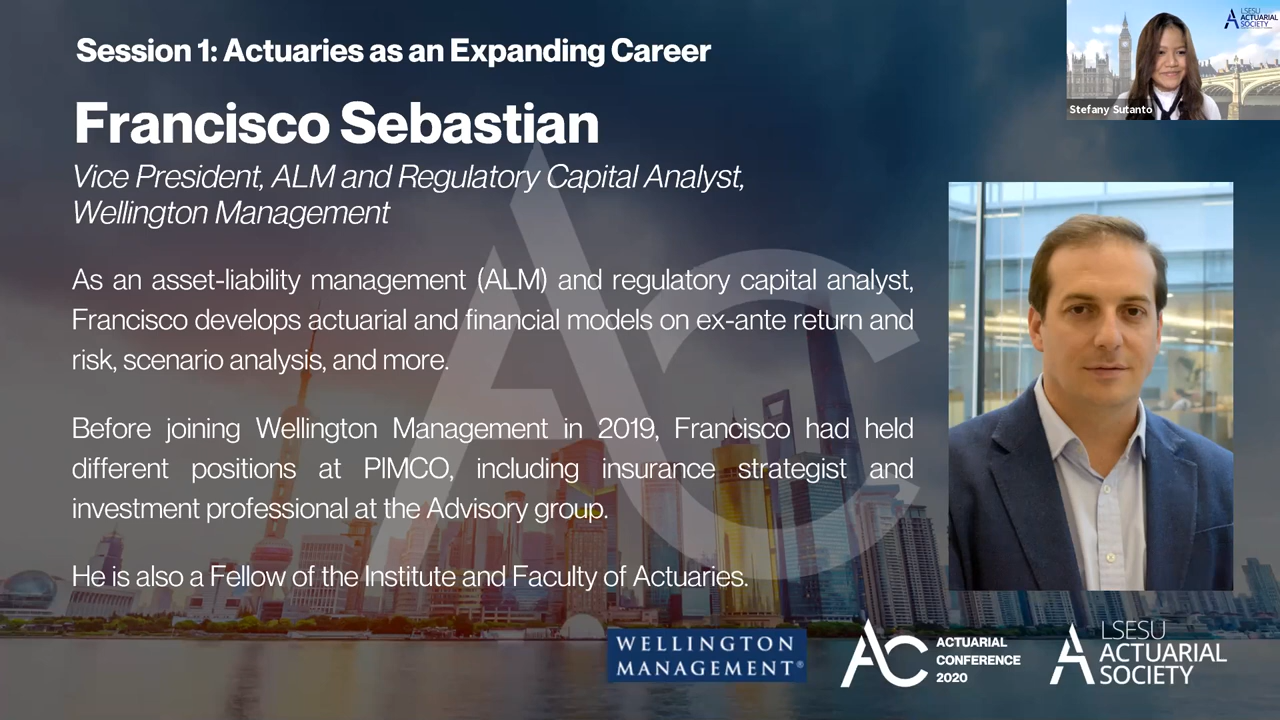 Session 1: Actuaries as an Expanding Career
Francisco Sebastian
Vice President, ALM and Regulatory Capital Analyst,
Wellington Management
As an asset-liability management (ALM) and regulatory capital analyst,
Francisco develops actuarial and financial models on ex-ante return and
risk, scenario analysis, and more.
Before joining Wellington Management in 2019, Francisco had held
different positions at PIMCO, including insurance strategist and
investment professional at the Advisory group.
He is also a Fellow of the Institute and Faculty of Actuaries.
LSESU
ACTUARIAL
SOCIETY
Stefany Sutanto
WELLINGTON
MANAGEMENT®
AC
ACTUARIAL
CONFERENCE
2020
LSESU
ACTUARIAL
SOCIETY